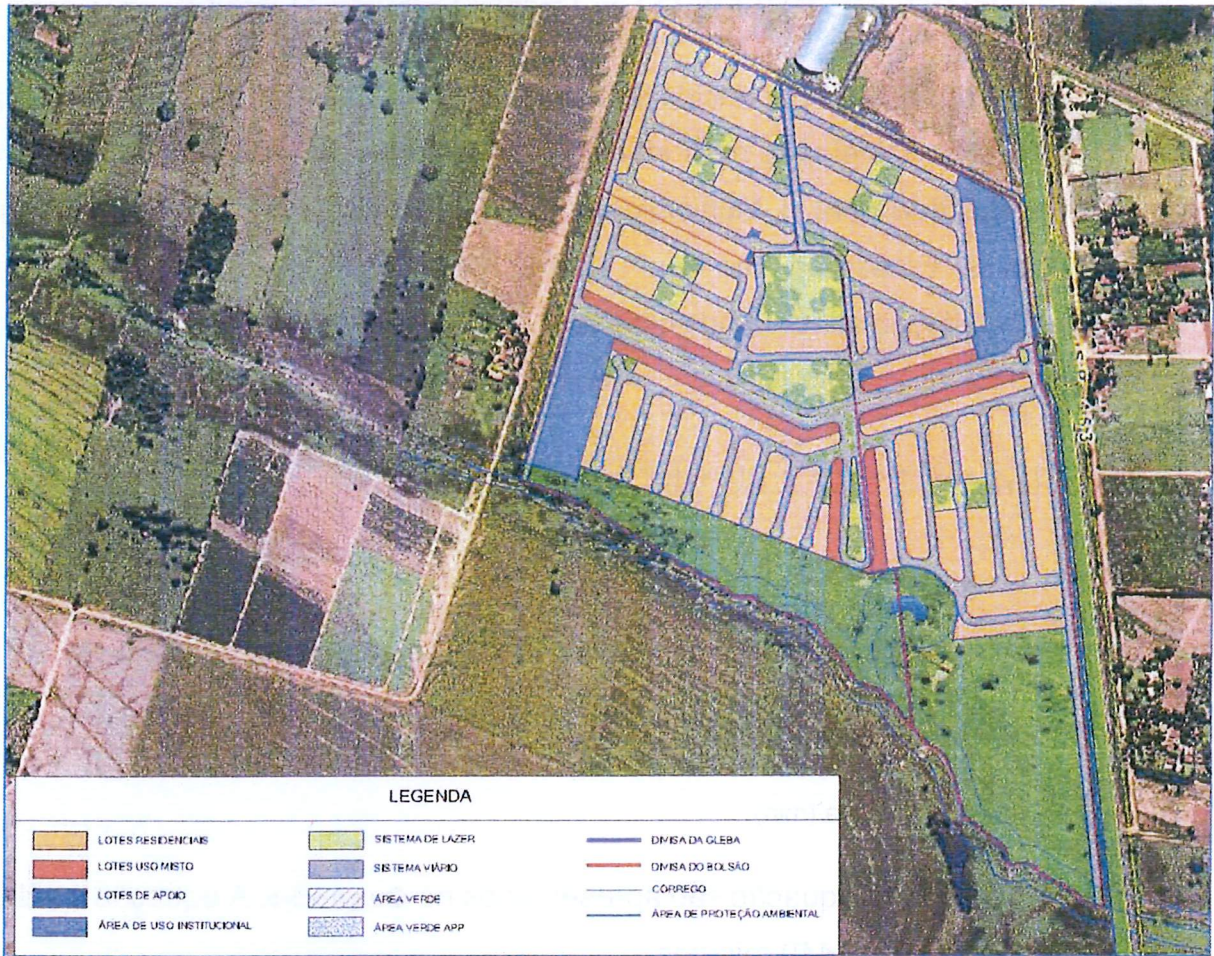 LEGENDA
LOTES RESIDENCIAIS
LOTES USO MISTO
LOTES DE APOIO
ÁREA DE USO INSTITUCIONAL
SISTEMA DE LAZER
SISTEMA VIÁRIO
ÁREA VERDE
ÁREA VERDE APP
DIVISA DA GLEBA
DIVISA DO BOLSÃO
CÓRREGO
ÁREA DE PROTEÇÃO AMBIENTAL